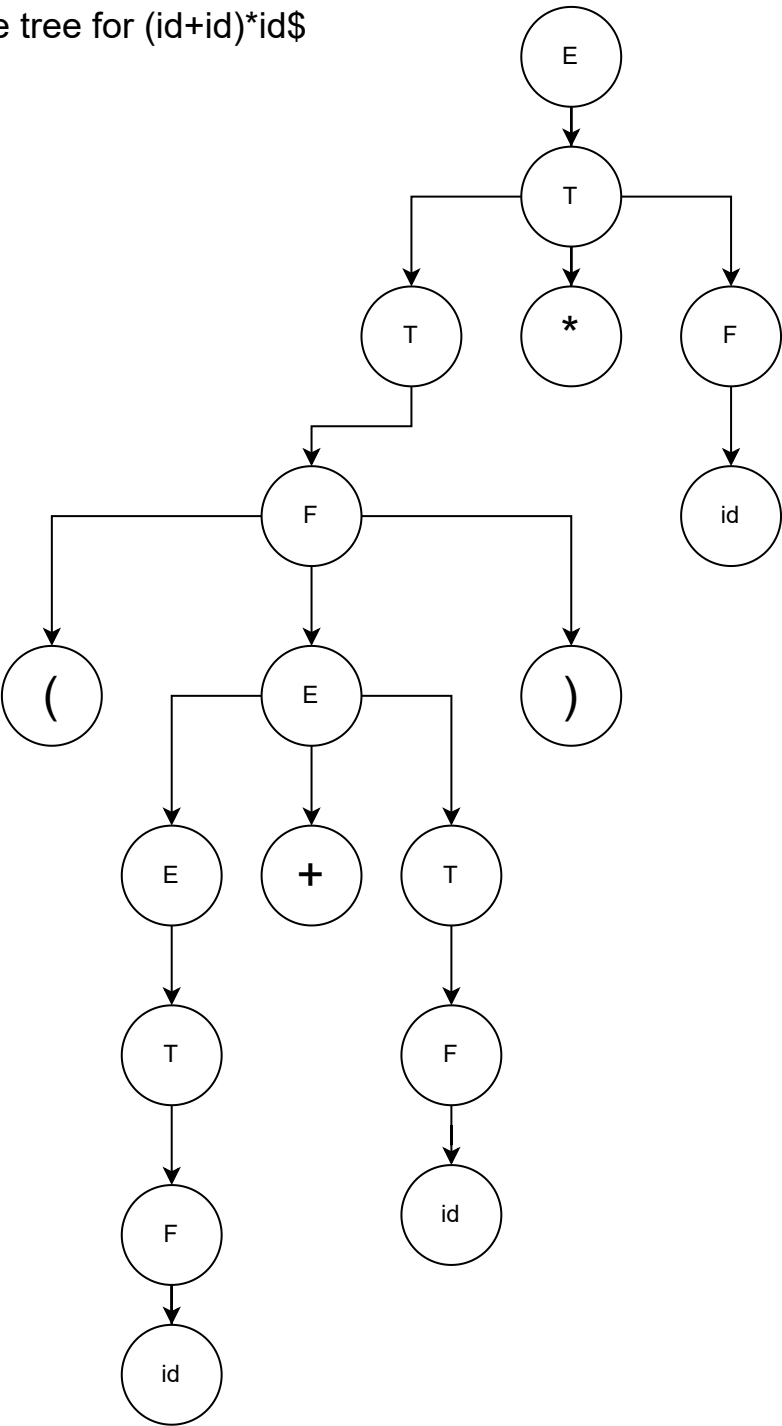 e tree for (id+id)*id$
E
T
T * F
F id
( E )
E + T
T F
F id
id